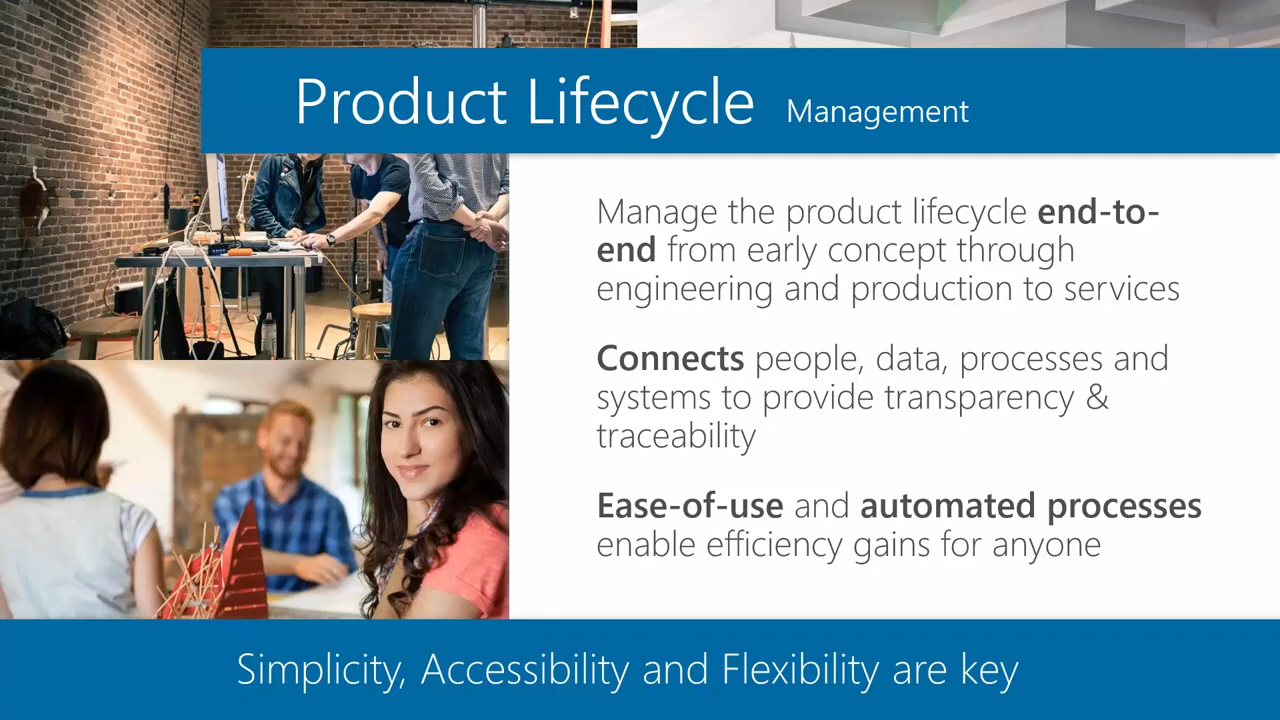 Product Lifecycle Management
Manage the product lifecycle end-to-
end from early concept through
engineering and production to services
Connects people, data, processes and
systems to provide transparency &
traceability
Ease-of-use and automated processes
enable efficiency gains for anyone
Simplicity, Accessibility and Flexibility are key